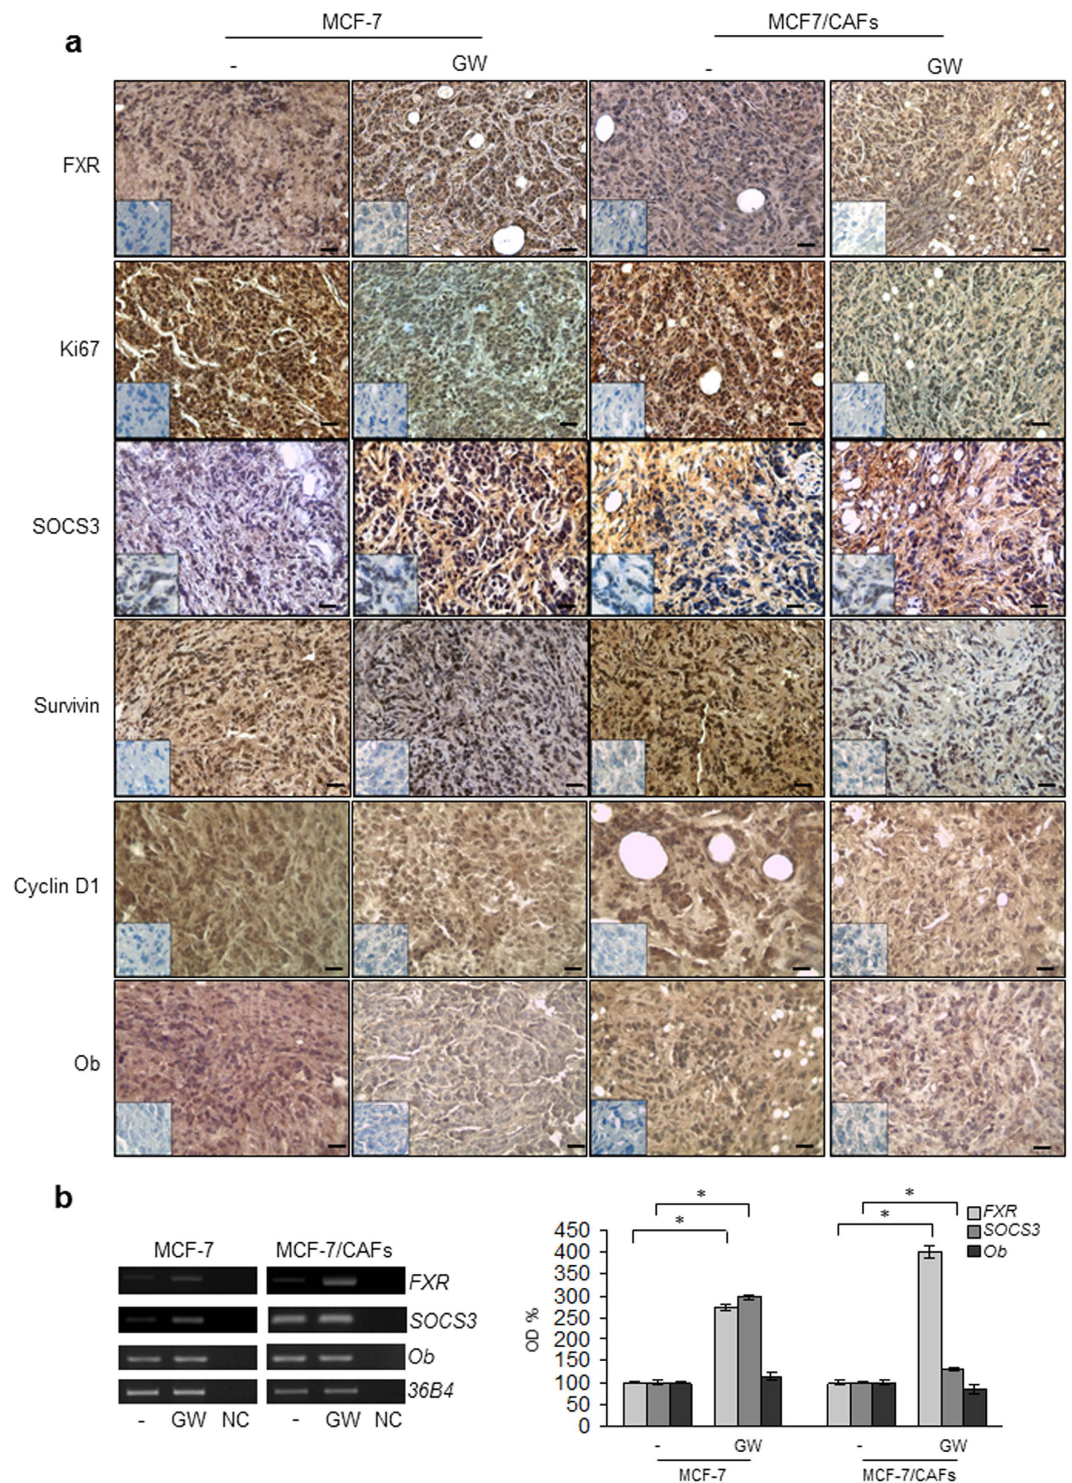 a
MCF-7 MCF7/CAFs
- GW - GW
FXR
Ki67
SOCS3
Survivin
Cyclin D1
Ob
b
MCF-7 MCF-7/CAFs
FXR
SOCS3
Ob
36B4
- GW NC - GW NC
* *
* *
FXR
SOCS3
Ob
OD %
450
400
350
300
250
200
150
100
50
0
- GW - GW
MCF-7 MCF-7/CAFs